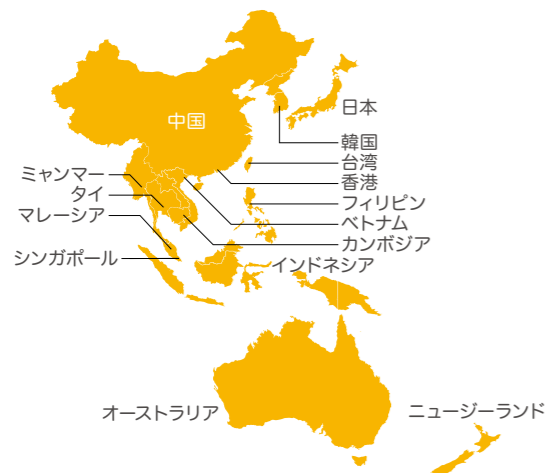 中国
日本
韓国
台湾
香港
フィリピン
ベトナム
カンボジア
ミャンマー
タイ
マレーシア
シンガポール
インドネシア
オーストラリア
ニュージーランド